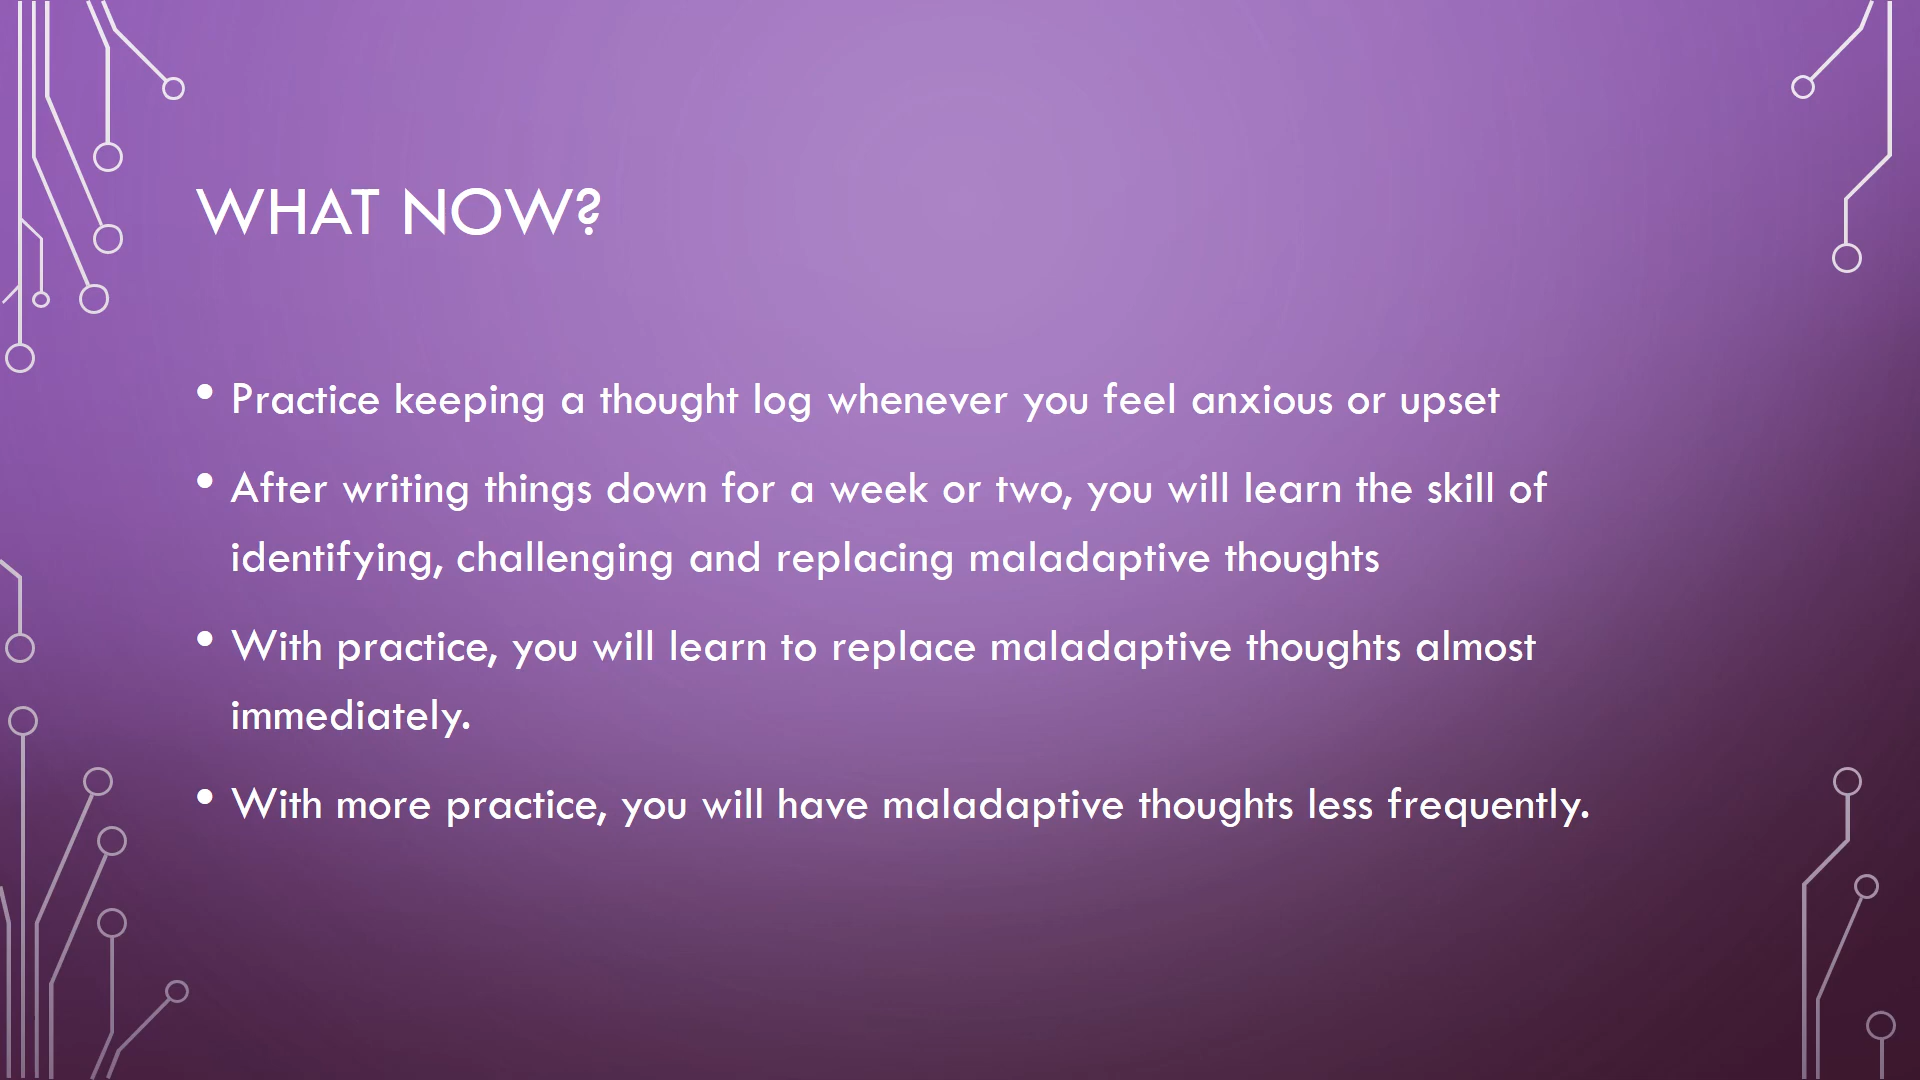 WHAT NOW?
• Practice keeping a thought log whenever you feel anxious or upset
• After writing things down for a week or two, you will learn the skill of
identifying, challenging and replacing maladaptive thoughts
• With practice, you will learn to replace maladaptive thoughts almost
immediately.
• With more practice, you will have maladaptive thoughts less frequently.